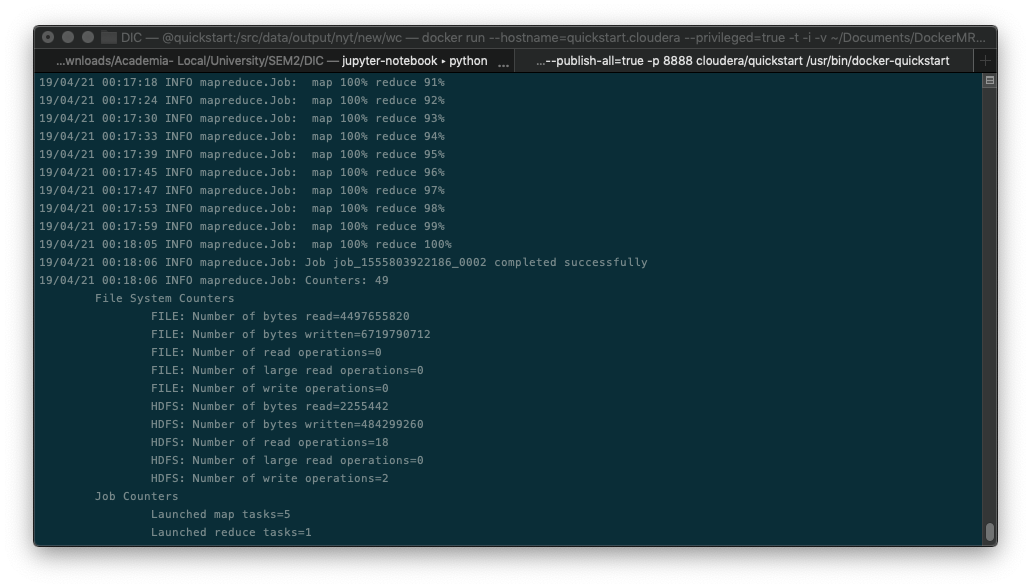 DIC — @quickstart:/src/data/output/nyt/new/wc — docker run --hostname=quickstart.cloudera --privileged=true -t -i -v ~/Documents/DockerMR...
...wnloads/Academia- Local/University/SEM2/DIC — jupyter-notebook ▸ python ...
...--publish-all=true -p 8888 cloudera/quickstart /usr/bin/docker-quickstart +
19/04/21 00:17:18 INFO mapreduce.Job:  map 100% reduce 91%
19/04/21 00:17:24 INFO mapreduce.Job:  map 100% reduce 92%
19/04/21 00:17:30 INFO mapreduce.Job:  map 100% reduce 93%
19/04/21 00:17:33 INFO mapreduce.Job:  map 100% reduce 94%
19/04/21 00:17:39 INFO mapreduce.Job:  map 100% reduce 95%
19/04/21 00:17:45 INFO mapreduce.Job:  map 100% reduce 96%
19/04/21 00:17:47 INFO mapreduce.Job:  map 100% reduce 97%
19/04/21 00:17:53 INFO mapreduce.Job:  map 100% reduce 98%
19/04/21 00:17:59 INFO mapreduce.Job:  map 100% reduce 99%
19/04/21 00:18:05 INFO mapreduce.Job:  map 100% reduce 100%
19/04/21 00:18:06 INFO mapreduce.Job: Job job_1555803922186_0002 completed successfully
19/04/21 00:18:06 INFO mapreduce.Job: Counters: 49
File System Counters
FILE: Number of bytes read=4497655820
FILE: Number of bytes written=6719790712
FILE: Number of read operations=0
FILE: Number of large read operations=0
FILE: Number of write operations=0
HDFS: Number of bytes read=2255442
HDFS: Number of bytes written=484299260
HDFS: Number of read operations=18
HDFS: Number of large read operations=0
HDFS: Number of write operations=2
Job Counters
Launched map tasks=5
Launched reduce tasks=1